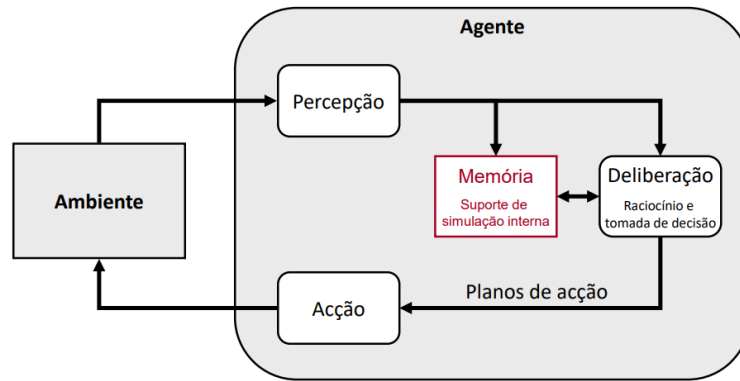 Agente
Percepção
Memória
Suporte de
simulação interna
Deliberação
Raciocínio e
tomada de decisão
Ambiente
Planos de acção
Acção